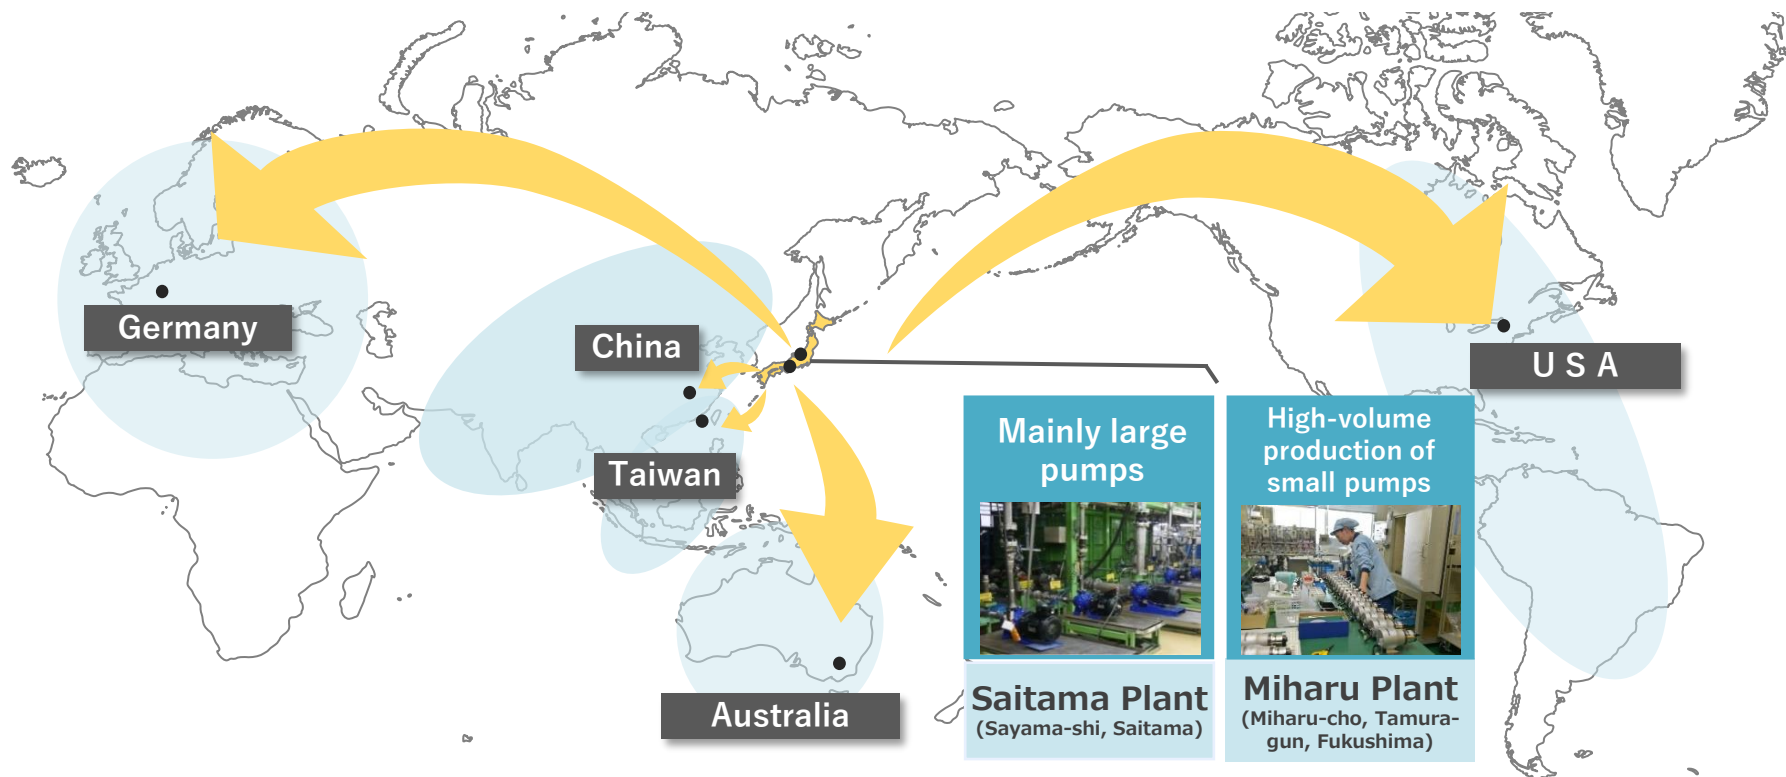 Germany
China
Taiwan
Australia
U S A
Mainly large
pumps
Saitama Plant
(Sayama-shi, Saitama)
High-volume
production of
small pumps
Miharu Plant
(Miharu-cho, Tamura-
gun, Fukushima)